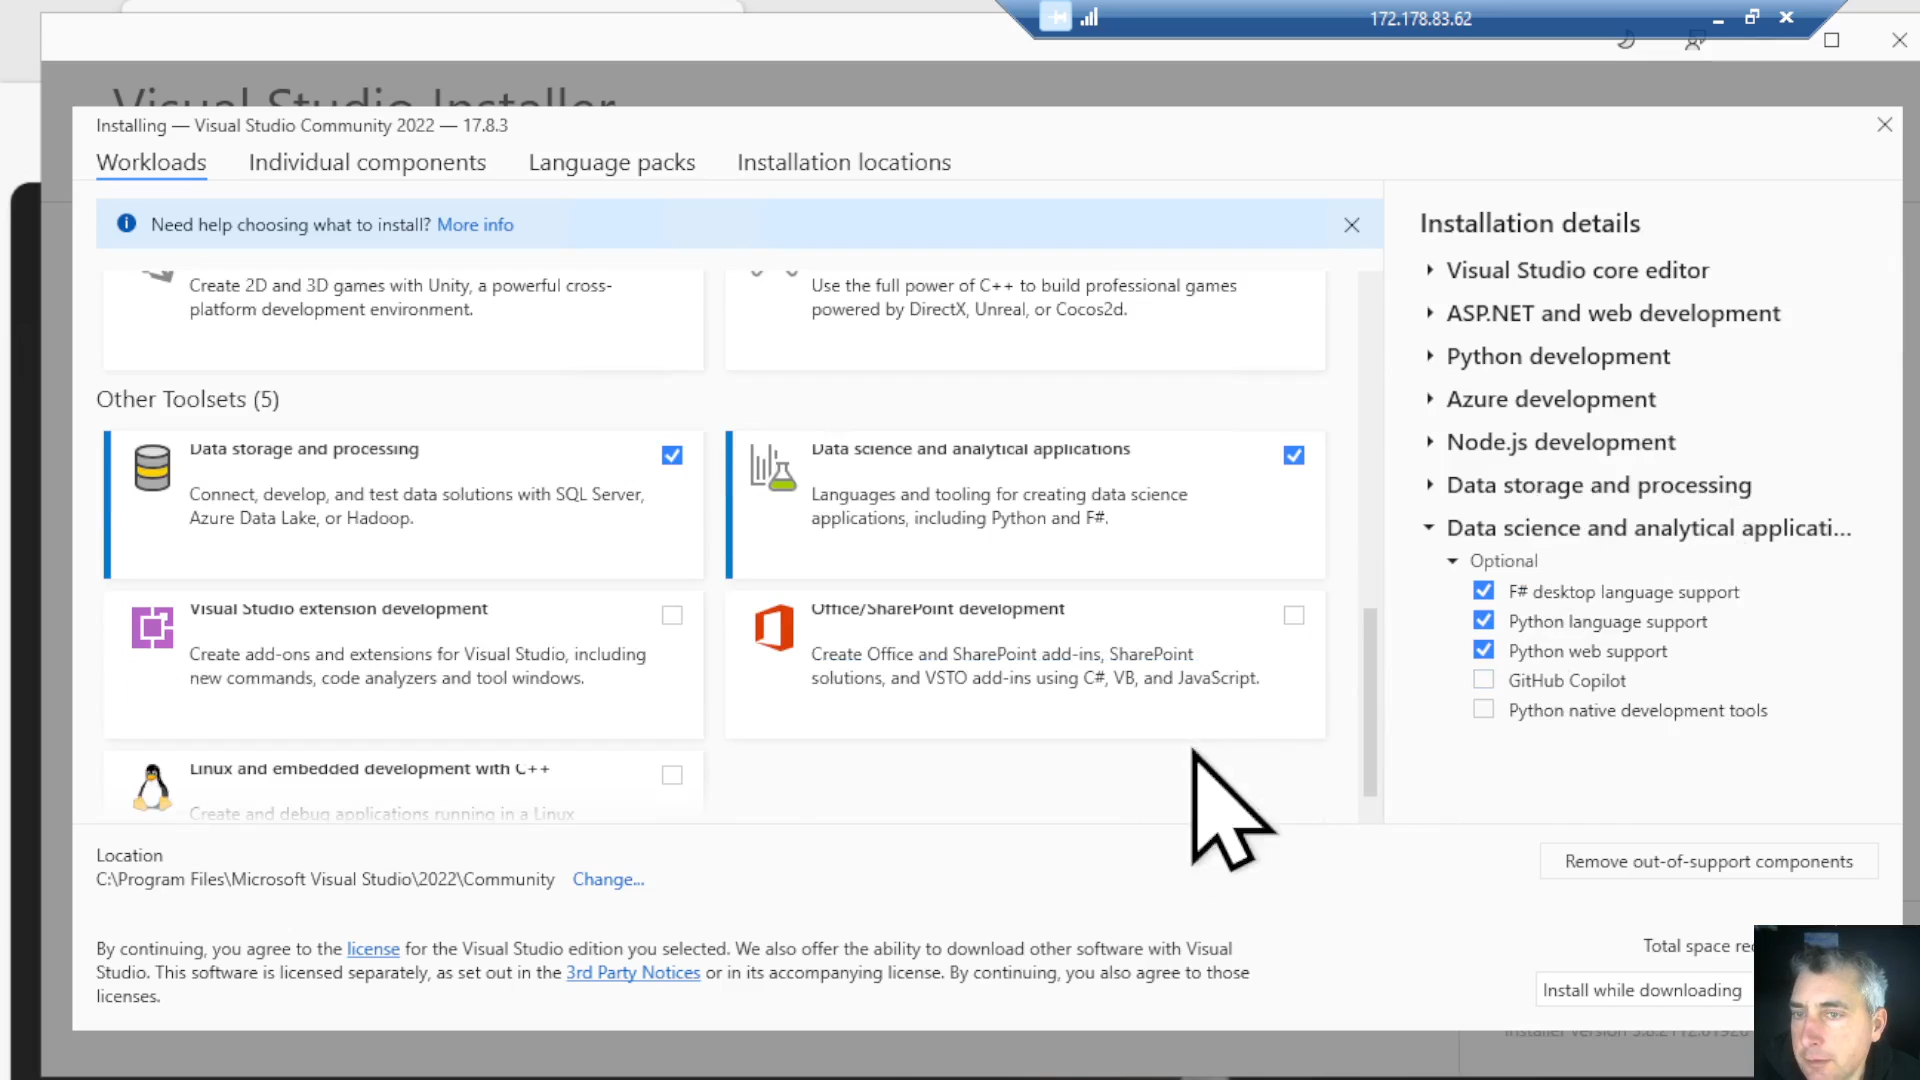 172.178.83.62
Visual Studio Installer
Installing — Visual Studio Community 2022 — 17.8.3
Workloads
Individual components
Language packs
Installation locations
Need help choosing what to install? More info
Create 2D and 3D games with Unity, a powerful cross-
platform development environment.
Use the full power of C++ to build professional games
powered by DirectX, Unreal, or Cocos2d.
Other Toolsets (5)
Data storage and processing
Connect, develop, and test data solutions with SQL Server,
Azure Data Lake, or Hadoop.
Data science and analytical applications
Languages and tooling for creating data science
applications, including Python and F#.
Visual Studio extension development
Create add-ons and extensions for Visual Studio, including
new commands, code analyzers and tool windows.
Office/SharePoint development
Create Office and SharePoint add-ins, SharePoint
solutions, and VSTO add-ins using C#, VB, and JavaScript.
Linux and embedded development with C++
Create and debug applications running in a Linux
Installation details
Visual Studio core editor
ASP.NET and web development
Python development
Azure development
Node.js development
Data storage and processing
Data science and analytical applicati...
Optional
F# desktop language support
Python language support
Python web support
GitHub Copilot
Python native development tools
Location
C:\Program Files\Microsoft Visual Studio\2022\Community Change...
Remove out-of-support components
By continuing, you agree to the license for the Visual Studio edition you selected. We also offer the ability to download other software with Visual
Studio. This software is licensed separately, as set out in the 3rd Party Notices or in its accompanying license. By continuing, you also agree to those
licenses.
Total space
Install while downloading